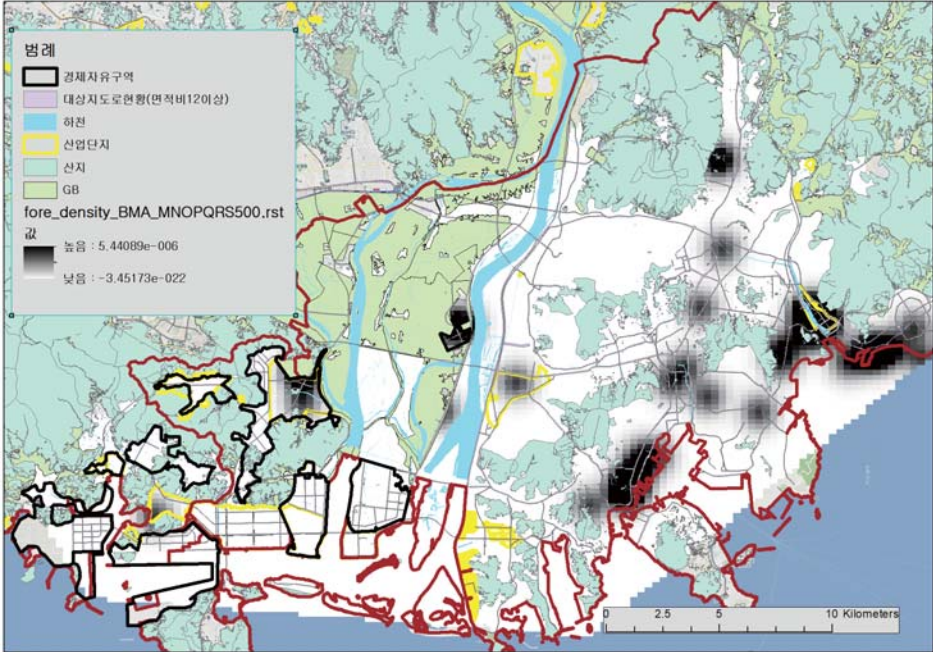 범례
경제자유구역
대상지도로현황(면적비12이상)
하천
산업단지
산지
GB
fore_density_BMA_MNOPQRS500.rst
값
높음 : 5.44089e-006
낮음 : -3.45173e-022
0 2.5 5 10 Kilometers